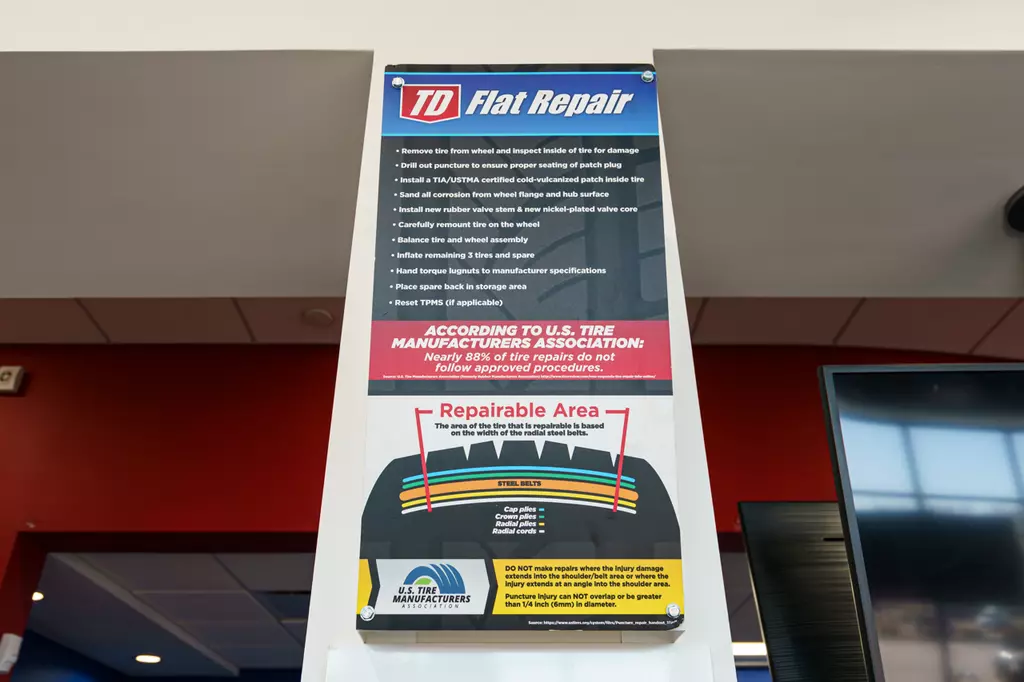 TD Flat Repair
• Remove tire from wheel and inspect inside of tire for damage
• Drill out puncture to ensure proper seating of patch plug
• Install a TIA/USTMA certified cold-vulcanized patch inside tire
• Sand all corrosion from wheel flange and hub surface
• Install new rubber valve stem & new nickel-plated valve core
• Carefully remount tire on the wheel
• Balance tire and wheel assembly
• Inflate remaining 3 tires and spare
• Hand torque lugnuts to manufacturer specifications
• Place spare back in storage area
• Reset TPMS (if applicable)
ACCORDING TO U.S. TIRE
MANUFACTURERS ASSOCIATION:
Nearly 88% of tire repairs do not
follow approved procedures.
Repairable Area
The area of the tire that is repairable is based
on the width of the radial steel belts.
STEEL BELTS
Cap plies
Crown plies
Radial plies
Radial cords
U.S. TIRE
MANUFACTURERS
ASSOCIATION
DO NOT make repairs where the injury damage
extends into the shoulder/belt area or where the
injury extends at an angle into the shoulder area.
Puncture injury can NOT overlap or be greater
than 1/4 inch (6mm) in diameter.